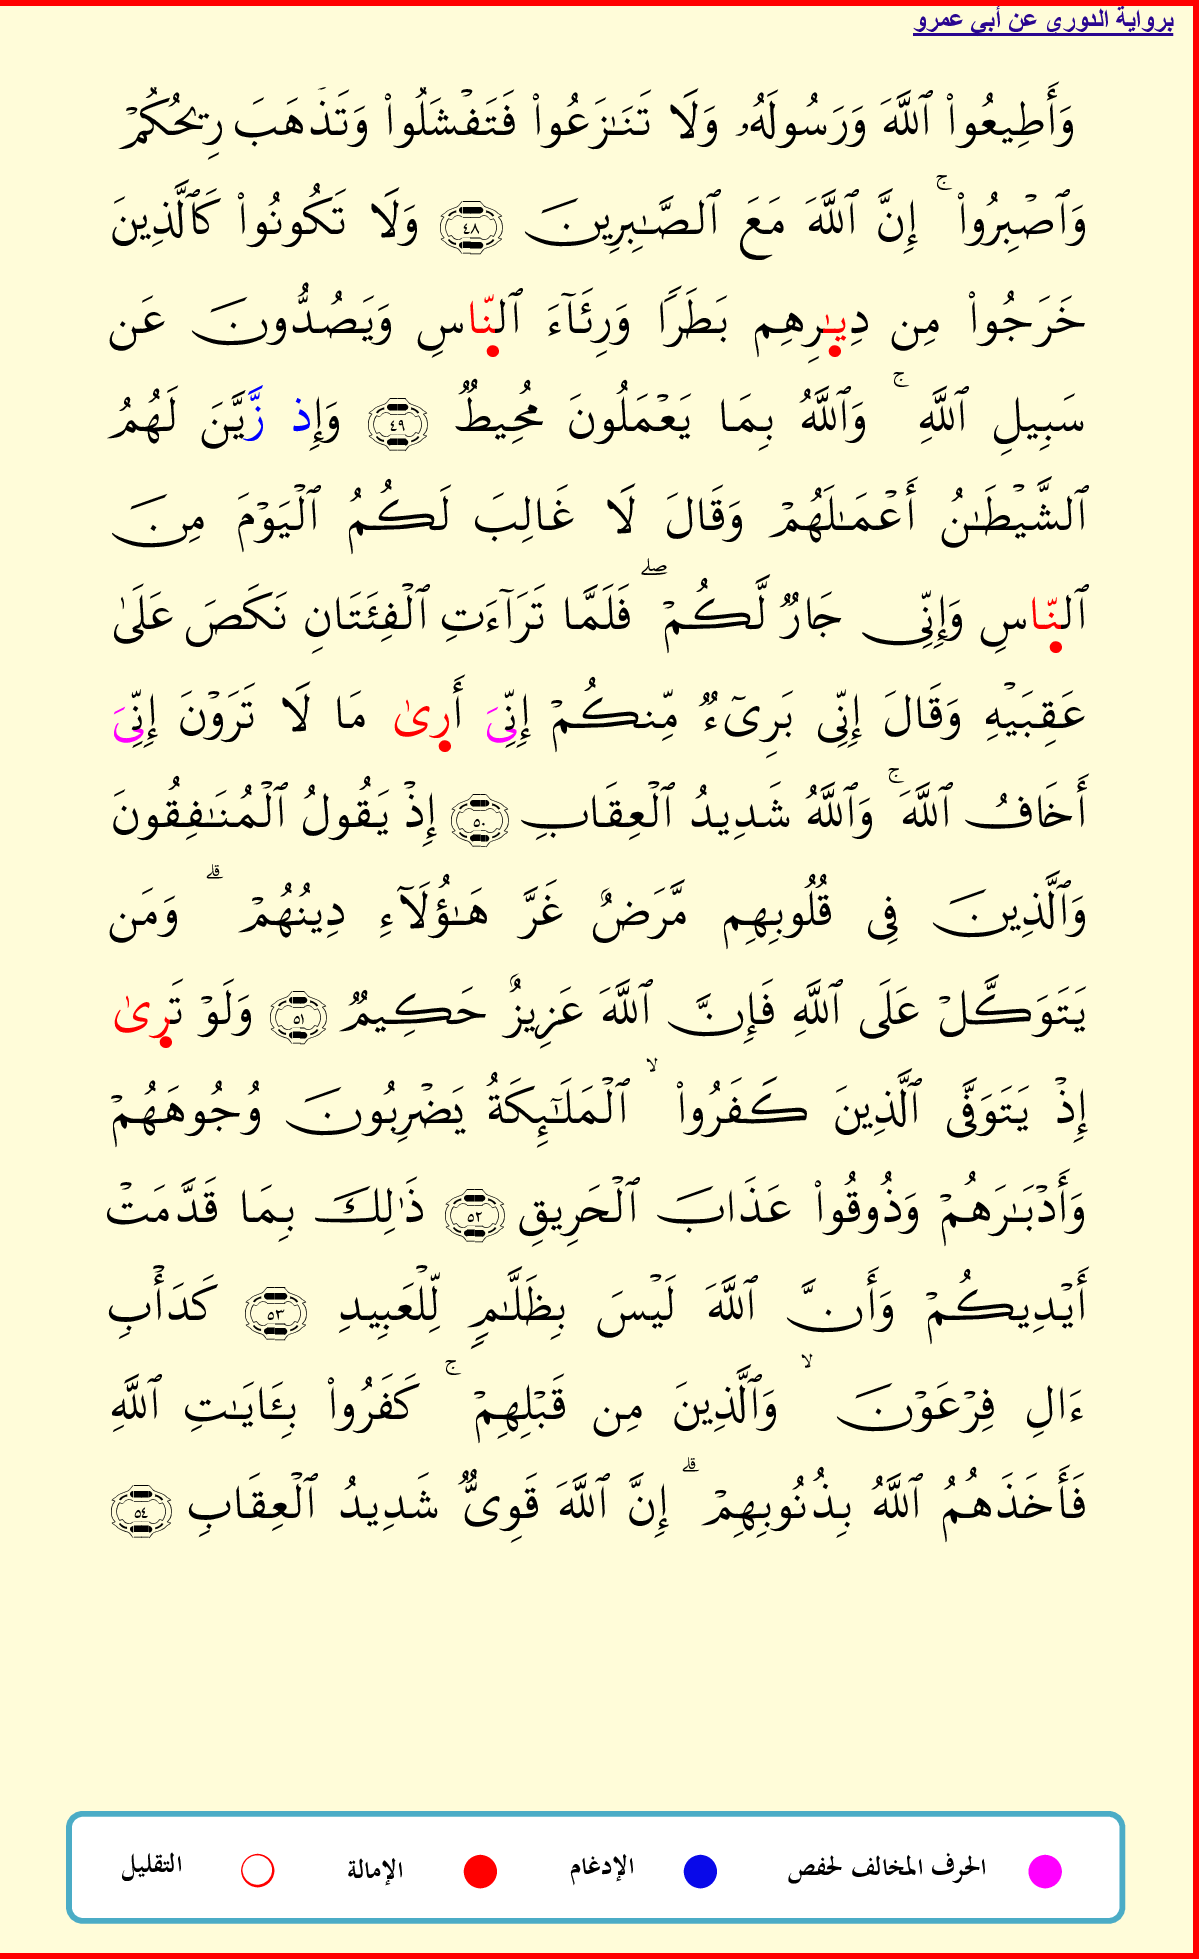 برواية الدوري عن أبي عمرو
وَأَطِيعُواْ ٱللَّهَ وَرَسُولَهُۥ وَلَا تَنَٰزَعُواْ فَتَفۡشَلُواْ وَتَذۡهَبَ رِيحُكُمۡ
وَٱصۡبِرُواْۚ إِنَّ ٱللَّهَ مَعَ ٱلصَّٰبِرِينَ ٤٨ وَلَا تَكُونُواْ كَٱلَّذِينَ
خَرَجُواْ مِن دِيٰرِهِم بَطَرٗا وَرِئَآءَ ٱلنّاسِ وَيَصُدُّونَ عَن
سَبِيلِ ٱللَّهِۚ وَٱللَّهُ بِمَا يَعۡمَلُونَ مُحِيطٞ ٤٩ وَإِذ زَّيَّنَ لَهُمُ
ٱلشَّيۡطَٰنُ أَعۡمَٰلَهُمۡ وَقَالَ لَا غَالِبَ لَكُمُ ٱلۡيَوۡمَ مِنَ
ٱلنّاسِ وَإِنِّي جَارٞ لَّكُمۡۖ فَلَمَّا تَرَآءَتِ ٱلۡفِئَتَانِ نَكَصَ عَلَىٰ
عَقِبَيۡهِ وَقَالَ إِنِّي بَرِيٓءٞ مِّنكُمۡ إِنِّيَ أَرىٰ مَا لَا تَرَوۡنَ إِنِّيَ
أَخَافُ ٱللَّهَۚ وَٱللَّهُ شَدِيدُ ٱلۡعِقَابِ ٥٠ إِذۡ يَقُولُ ٱلۡمُنَٰفِقُونَ
وَٱلَّذِينَ فِي قُلُوبِهِم مَّرَضٌ غَرَّ هَٰٓؤُلَآءِ دِينُهُمۡۗ وَمَن
يَتَوَكَّلۡ عَلَى ٱللَّهِ فَإِنَّ ٱللَّهَ عَزِيزٌ حَكِيمٞ ٥١ وَلَوۡ تَرىٰ
إِذۡ يَتَوَفَّى ٱلَّذِينَ كَفَرُواْۙ ٱلۡمَلَٰٓئِكَةُ يَضۡرِبُونَ وُجُوهَهُمۡ
وَأَدۡبَٰرَهُمۡ وَذُوقُواْ عَذَابَ ٱلۡحَرِيقِ ٥٢ ذَٰلِكَ بِمَا قَدَّمَتۡ
أَيۡدِيكُمۡ وَأَنَّ ٱللَّهَ لَيۡسَ بِظَلَّٰمٖ لِّلۡعَبِيدِ ٥٣ كَدَأۡبِ
ءَالِ فِرۡعَوۡنَۙ وَٱلَّذِينَ مِن قَبۡلِهِمۡۚ كَفَرُواْ بِـَٔايَٰتِ ٱللَّهِ
فَأَخَذَهُمُ ٱللَّهُ بِذُنُوبِهِمۡۗ إِنَّ ٱللَّهَ قَوِيّٞ شَدِيدُ ٱلۡعِقَابِ ٥٤
الحرف المخالف لحفص الإدغام الإمالة التقليل